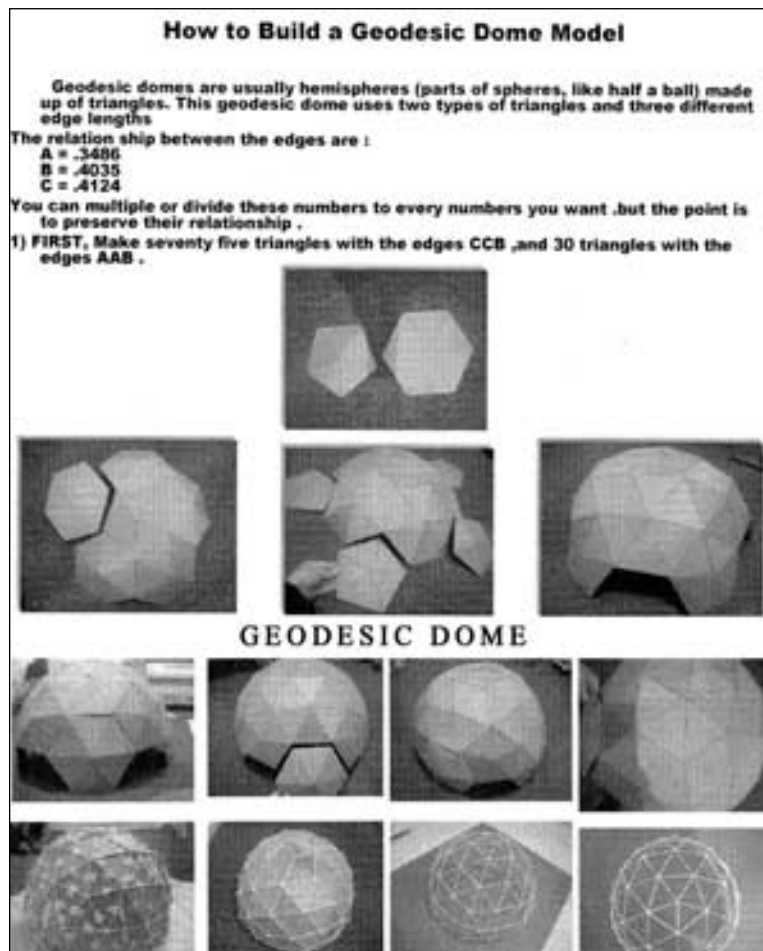 How to Build a Geodesic Dome Model
Geodesic domes are usually hemispheres (parts of spheres, like half a ball) made
up of triangles. This geodesic dome uses two types of triangles and three different
edge lengths
The relation ship between the edges are :
A = .3486
B = .4035
C = .4124
You can multiple or divide these numbers to every numbers you want .but the point is
to preserve their relationship .
1) FIRST, Make seventy five triangles with the edges CCB ,and 30 triangles with the
edges AAB .
GEODESIC DOME